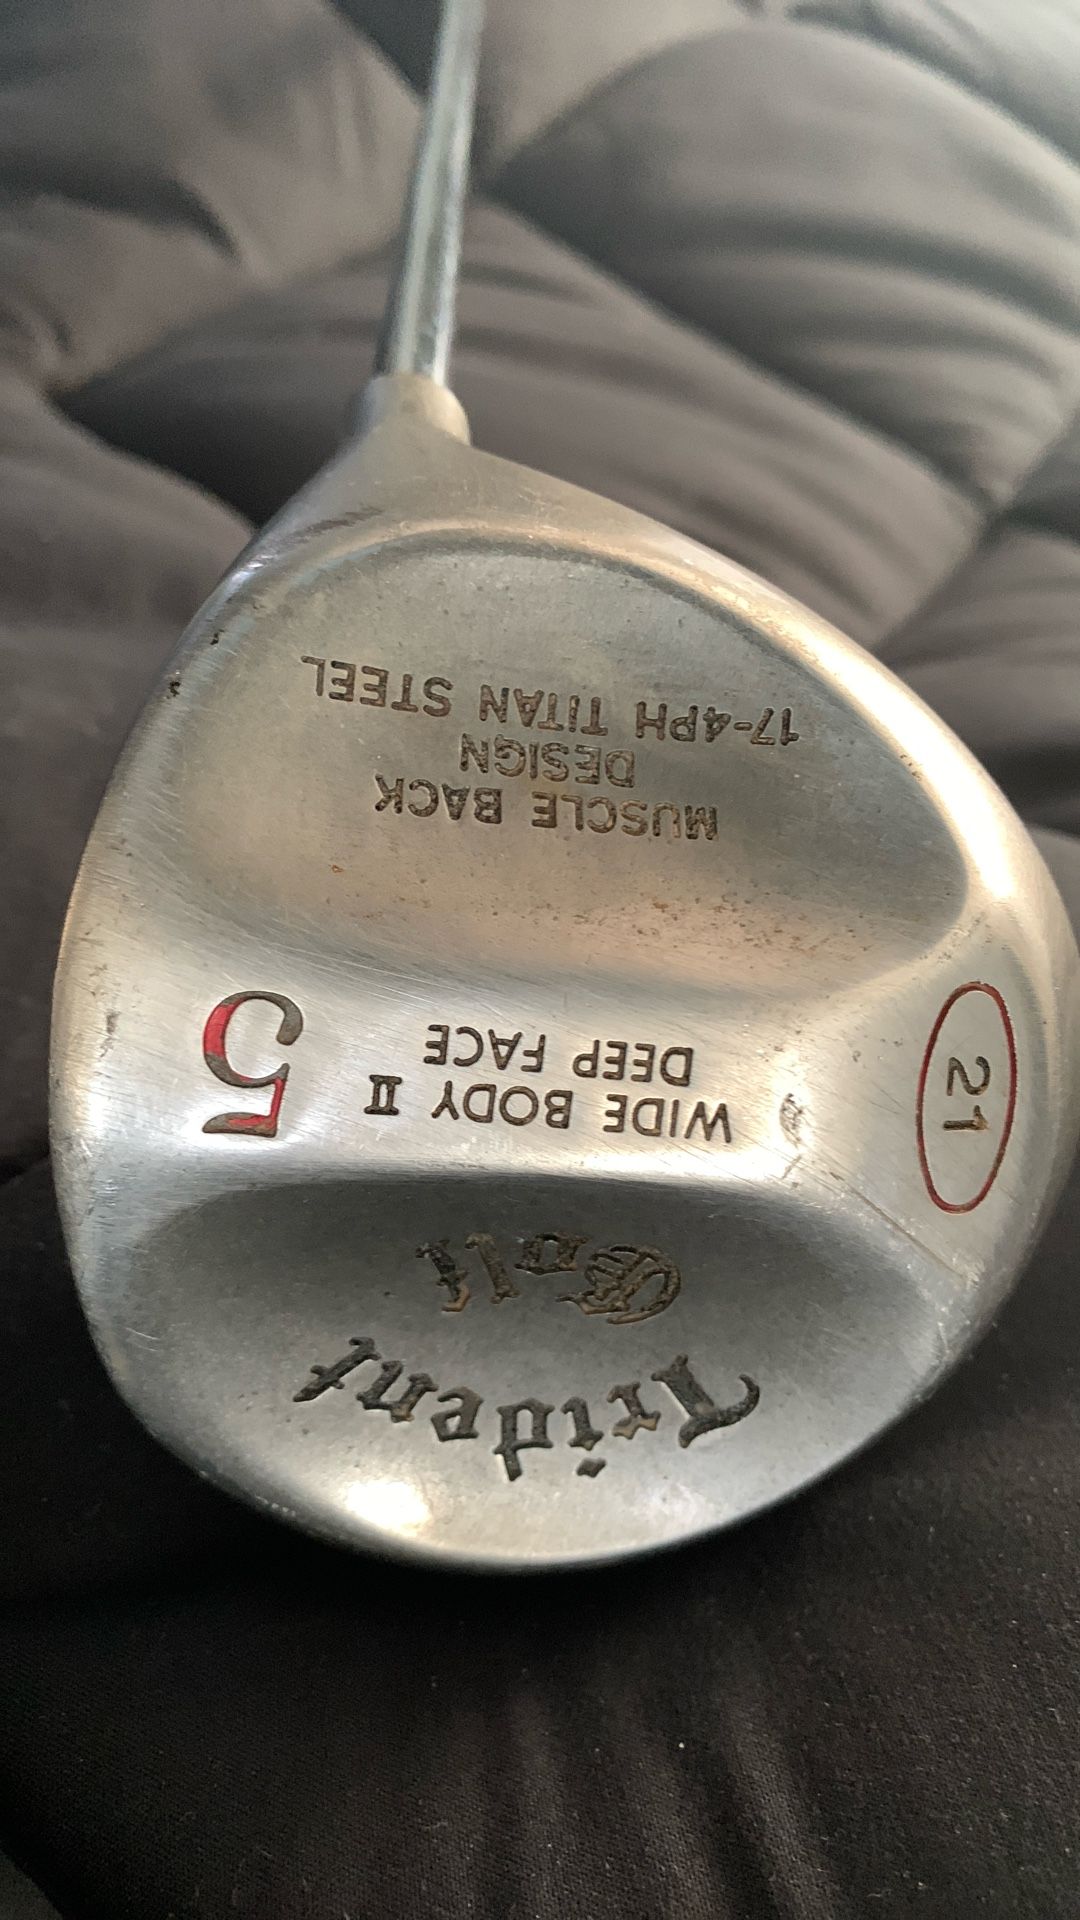 Trident
Golf
WIDE BODY II
DEEP FACE
5
21
MUSCLE BACK
DESIGN
17-4PH TITAN STEEL